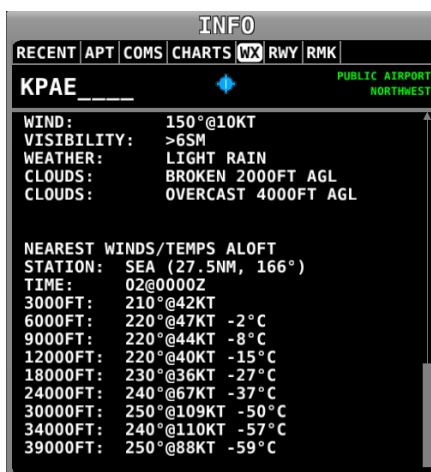 INFO
RECENT APT COMS CHARTS WX RWY RMK
KPAE____
PUBLIC AIRPORT
NORTHWEST
WIND: 150°@10KT
VISIBILITY: >6SM
WEATHER: LIGHT RAIN
CLOUDS: BROKEN 2000FT AGL
CLOUDS: OVERCAST 4000FT AGL
NEAREST WINDS/TEMPS ALOFT
STATION: SEA (27.5NM, 166°)
TIME: 02@0000Z
3000FT: 210°@42KT
6000FT: 220°@47KT -2°C
9000FT: 220°@44KT -8°C
12000FT: 220°@40KT -15°C
18000FT: 230°@36KT -27°C
24000FT: 240°@67KT -37°C
30000FT: 250°@109KT -50°C
34000FT: 240°@110KT -57°C
39000FT: 250°@88KT -59°C